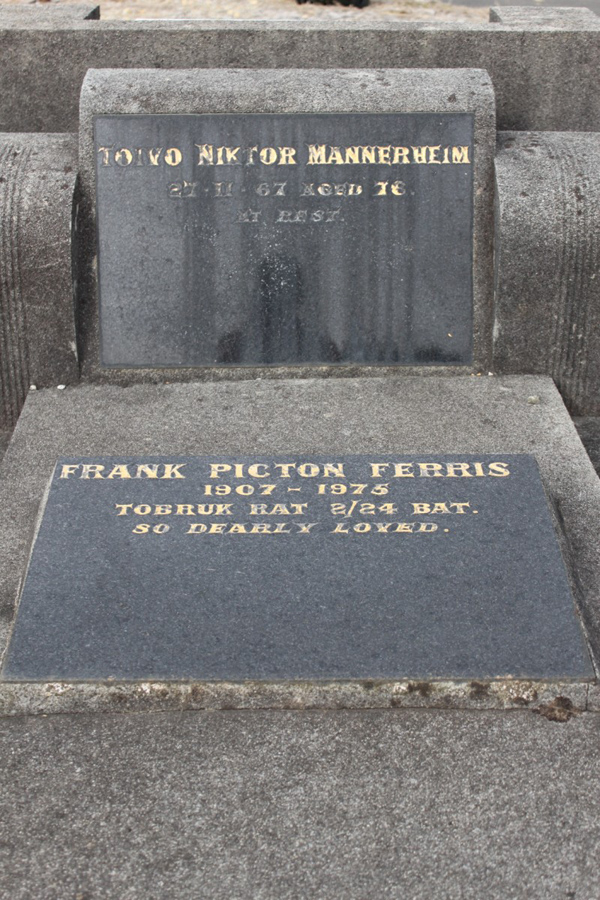 TOIVO NIKTOR MANNERHEIM
27-11-67 AGED 76.
AT REST.
FRANK PICTON FERRIS
1907 - 1975
TOBRUK RAT 2/24 BAT.
SO DEARLY LOVED.